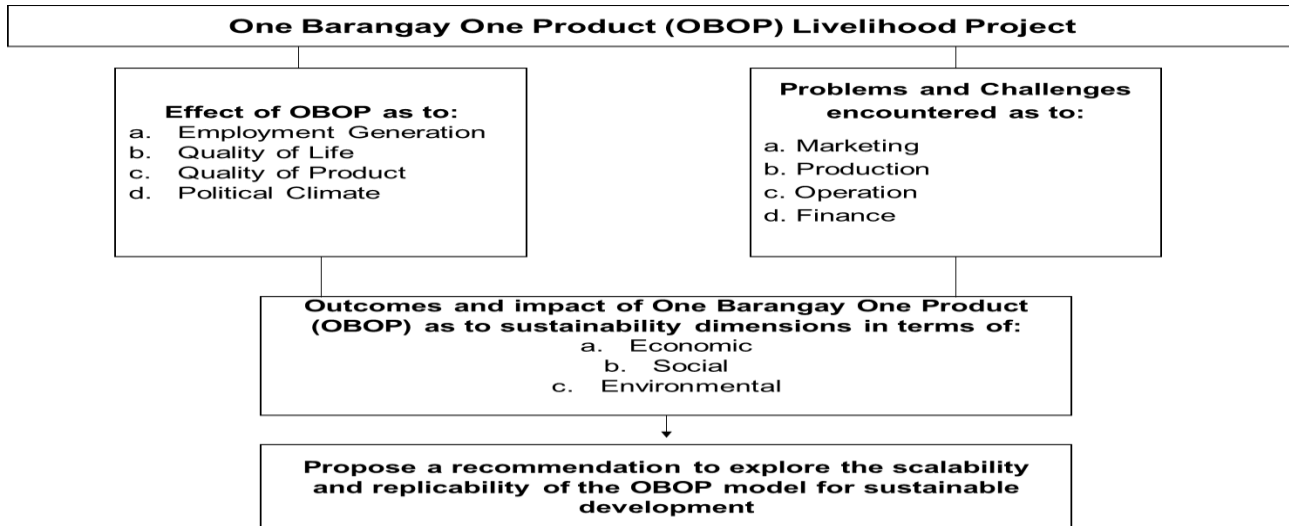 One Barangay One Product (OBOP) Livelihood Project
Effect of OBOP as to:
a. Employment Generation
b. Quality of Life
c. Quality of Product
d. Political Climate
Problems and Challenges
encountered as to:
a. Marketing
b. Production
c. Operation
d. Finance
Outcomes and impact of One Barangay One Product
(OBOP) as to sustainability dimensions in terms of:
a. Economic
b. Social
c. Environmental
Propose a recommendation to explore the scalability
and replicability of the OBOP model for sustainable
development